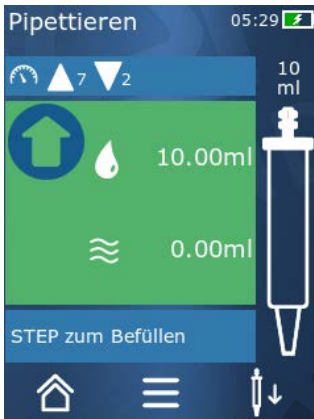 Pipettieren 05:29
7 2 10
ml
10.00ml
0.00ml
STEP zum Befüllen